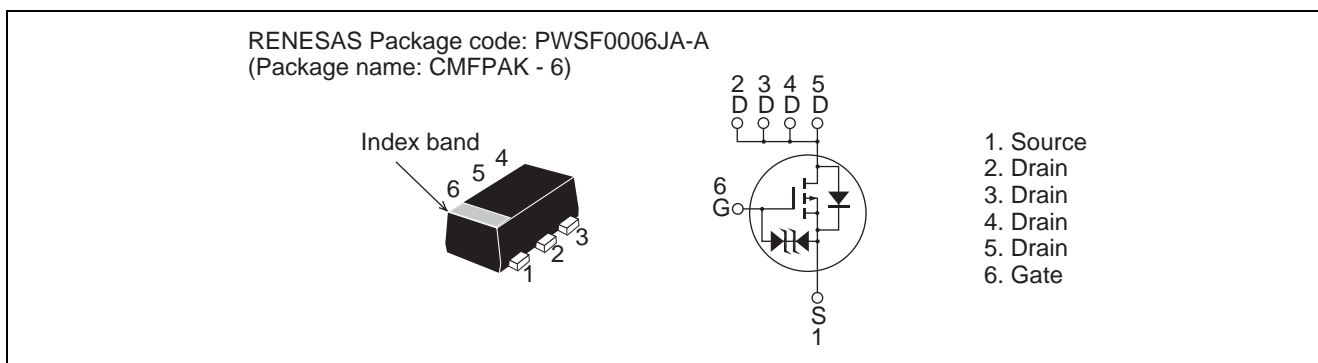 RENESAS Package code: PWSF0006JA-A
(Package name: CMFPAK - 6)
Index band
6
5
4
1
2
3
2 3 4 5
D D D D
6
G
S
1
1. Source
2. Drain
3. Drain
4. Drain
5. Drain
6. Gate